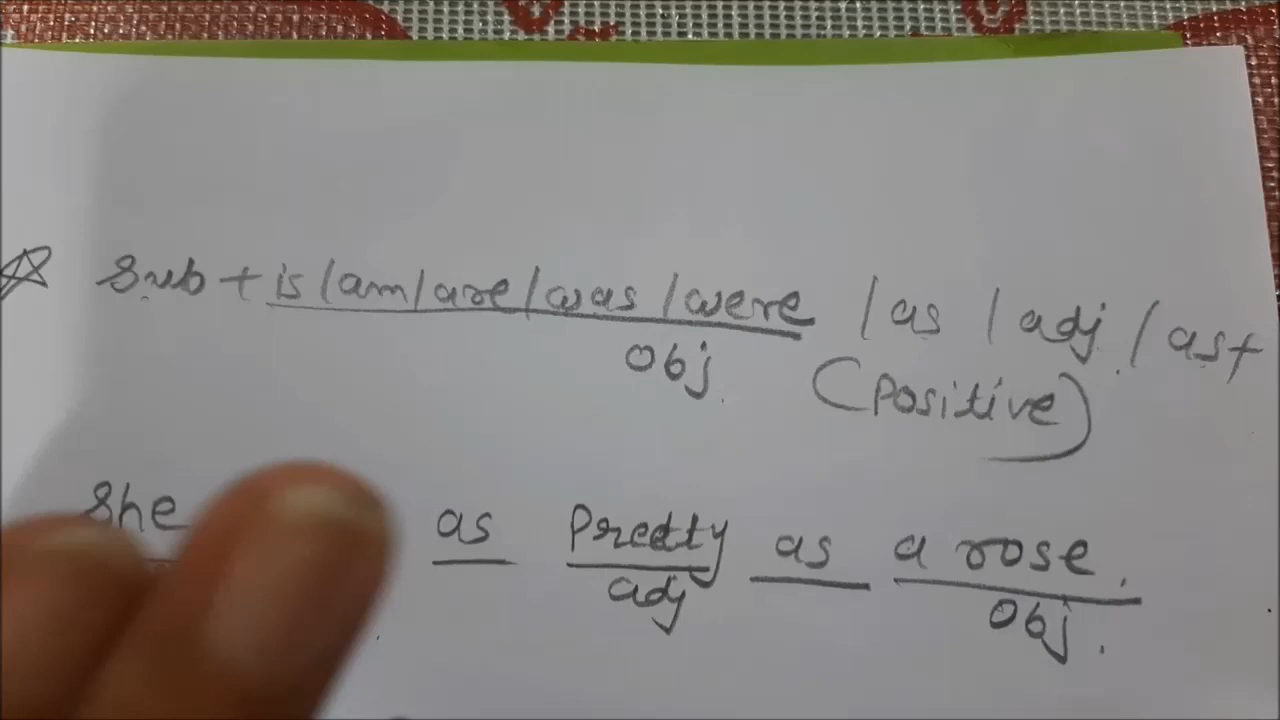 Sub + is / am / are / was / were / as / adj. / as +
Obj. (Positive)
She as Pretty as a rose.
adj Obj.